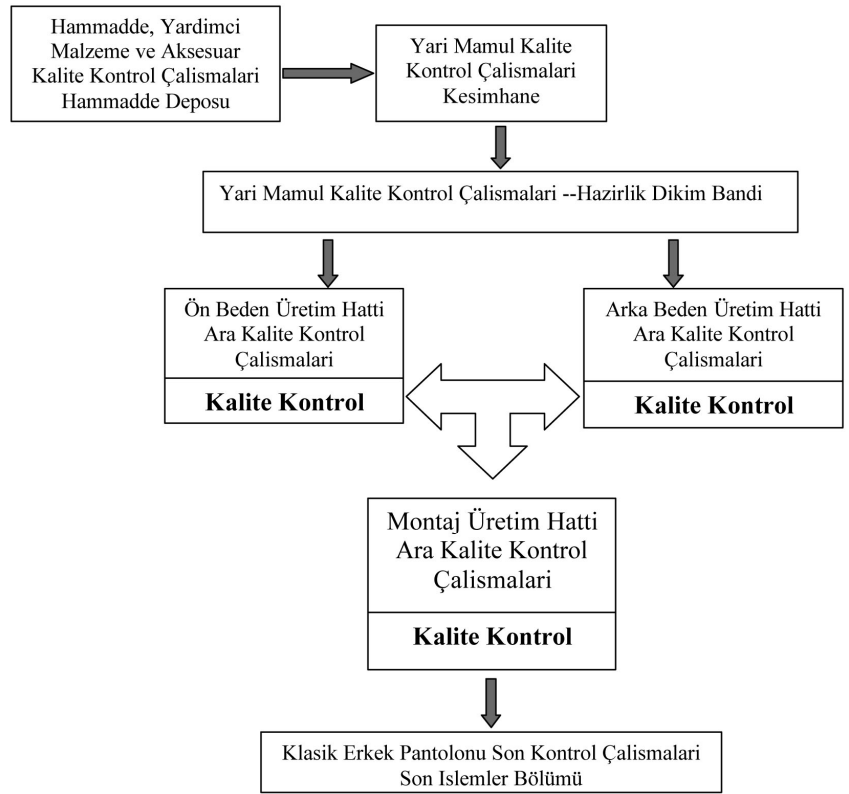 Hammadde, Yardimci
Malzeme ve Aksesuar
Kalite Kontrol Çalismalari
Hammadde Deposu
Yari Mamul Kalite
Kontrol Çalismalari
Kesimhane
Yari Mamul Kalite Kontrol Çalismalari --Hazirlik Dikim Bandi
Ön Beden Üretim Hatti
Ara Kalite Kontrol
Çalismalari
Kalite Kontrol
Arka Beden Üretim Hatti
Ara Kalite Kontrol
Çalismalari
Kalite Kontrol
Montaj Üretim Hatti
Ara Kalite Kontrol
Çalismalari
Kalite Kontrol
Klasik Erkek Pantolonu Son Kontrol Çalismalari
Son Islemler Bölümü